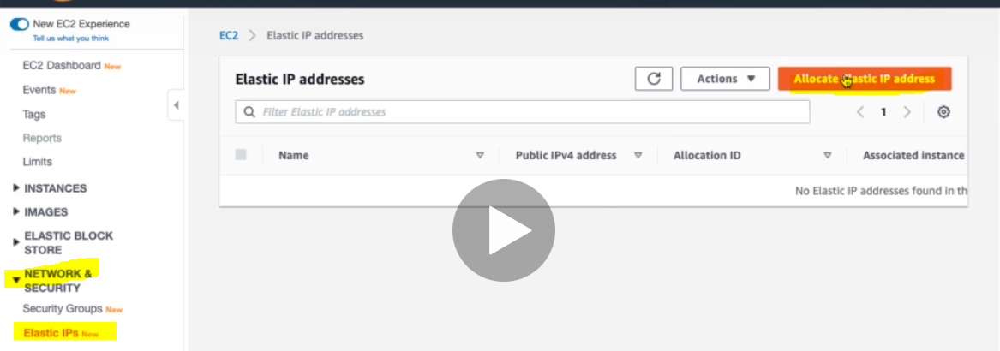 New EC2 Experience
Tell us what you think
EC2 Dashboard New
Events New
Tags
Reports
Limits
INSTANCES
IMAGES
ELASTIC BLOCK
STORE
NETWORK &
SECURITY
Security Groups New
Elastic IPs New
EC2 > Elastic IP addresses
Elastic IP addresses
Actions
Allocate Elastic IP address
Filter Elastic IP addresses
1
Name
Public IPv4 address
Allocation ID
Associated instance
No Elastic IP addresses found in th